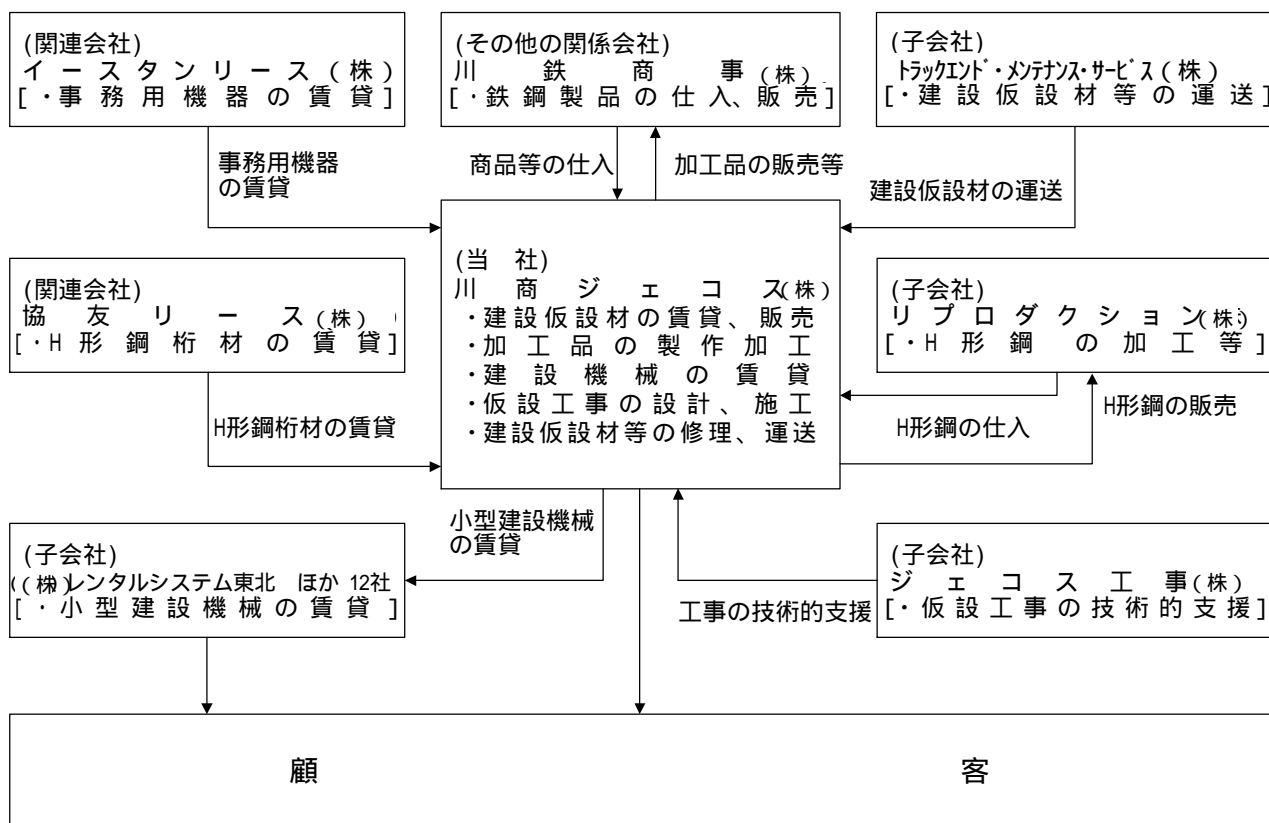 (関連会社)
イースタンリース(株)
[・事務用機器の賃貸]
(その他の関係会社)
川鉄商事(株)
[・鉄鋼製品の仕入、販売]
(子会社)
トラックエンド・メンテナンス・サービス(株)
[・建設仮設材等の運送]
事務用機器
の賃貸
商品等の仕入
加工品の販売等
建設仮設材の運送
(関連会社)
協友リース(株)
[・H形鋼桁材の賃貸]
(当 社)
川商ジェコス(株)
・建設仮設材の賃貸、販売
・加工品の製作加工
・建設機械の賃貸
・仮設工事の設計、施工
・建設仮設材等の修理、運送
(子会社)
リプロダクション(株)
[・H形鋼の加工等]
H形鋼桁材の賃貸
H形鋼の仕入
H形鋼の販売
小型建設機械
の賃貸
(子会社)
(株)レンタルシステム東北 ほか 12社
[・小型建設機械の賃貸]
工事の技術的支援
(子会社)
ジェコス工事(株)
[・仮設工事の技術的支援]
顧 客